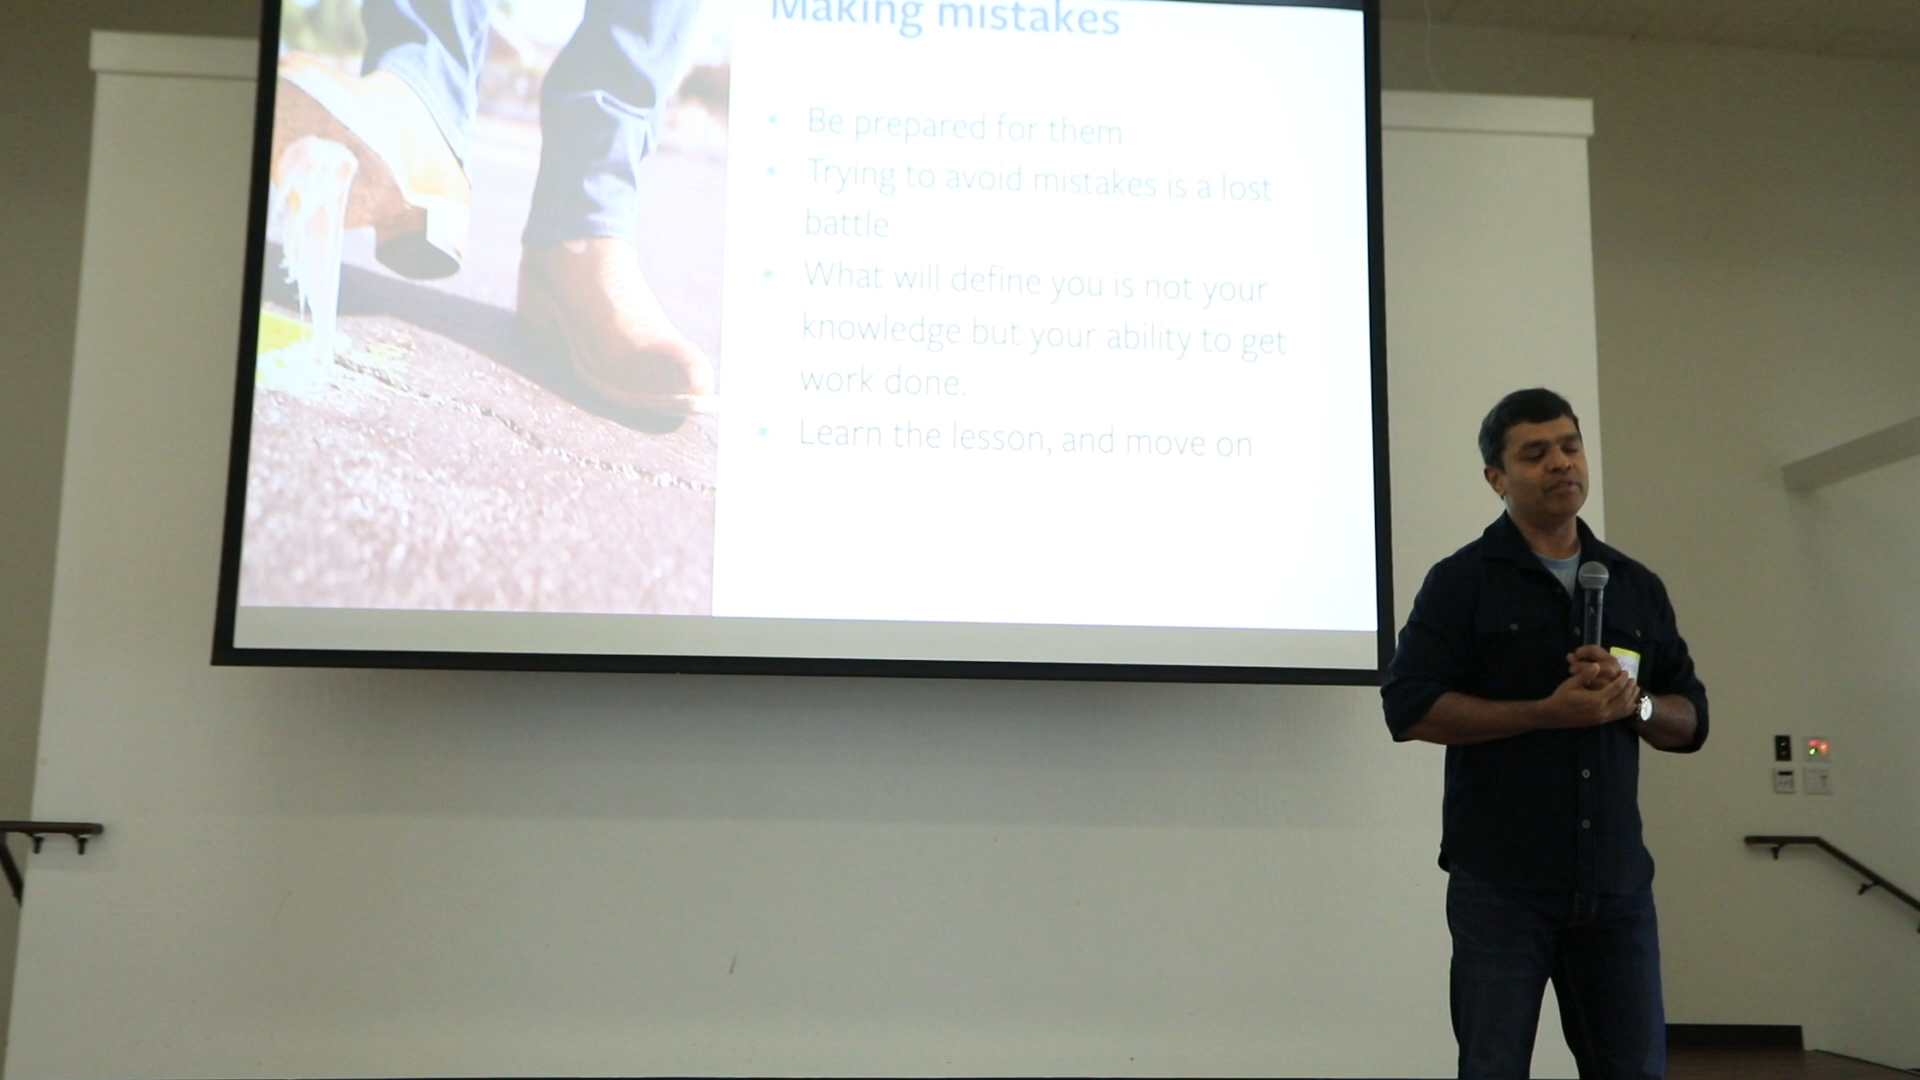 Making mistakes
• Be prepared for them
• Trying to avoid mistakes is a lost
battle
• What will define you is not your
knowledge but your ability to get
work done.
• Learn the lesson, and move on